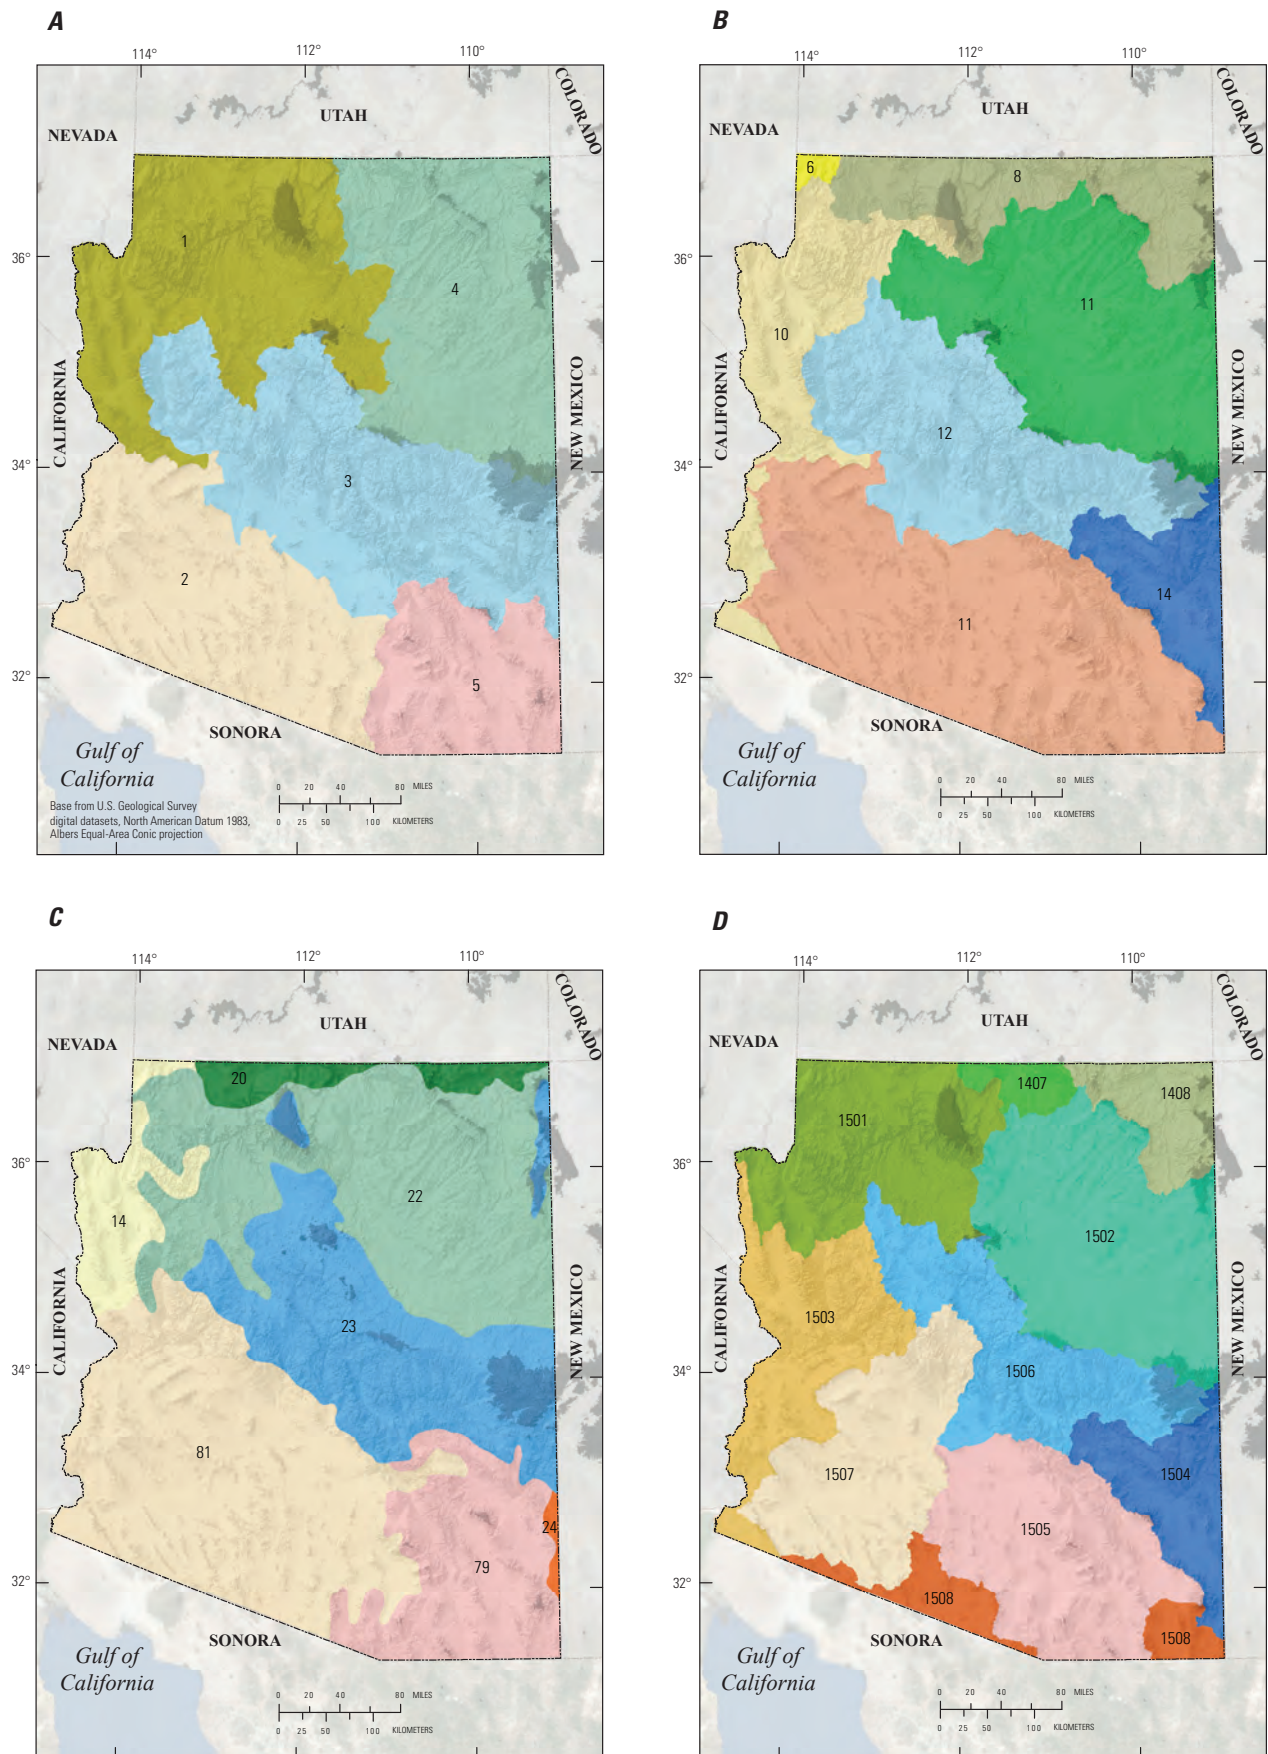 A
114°
112°
110°
NEVADA
UTAH
COLORADO
36°
34°
32°
CALIFORNIA
NEW MEXICO
1
4
3
2
5
SONORA
Gulf of
California
Base from U.S. Geological Survey
digital datasets, North American Datum 1983,
Albers Equal-Area Conic projection
0 20 40 80 MILES
0 25 50 100 KILOMETERS
B
114°
112°
110°
NEVADA
UTAH
COLORADO
36°
34°
32°
CALIFORNIA
NEW MEXICO
6
8
11
10
12
14
11
SONORA
Gulf of
California
0 20 40 80 MILES
0 25 50 100 KILOMETERS
C
114°
112°
110°
NEVADA
UTAH
COLORADO
36°
34°
32°
CALIFORNIA
NEW MEXICO
20
22
14
23
81
24
79
SONORA
Gulf of
California
0 20 40 80 MILES
0 25 50 100 KILOMETERS
D
114°
112°
110°
NEVADA
UTAH
COLORADO
36°
34°
32°
CALIFORNIA
NEW MEXICO
1407
1408
1501
1502
1503
1506
1507
1504
1505
1508
1508
SONORA
Gulf of
California
0 20 40 80 MILES
0 25 50 100 KILOMETERS